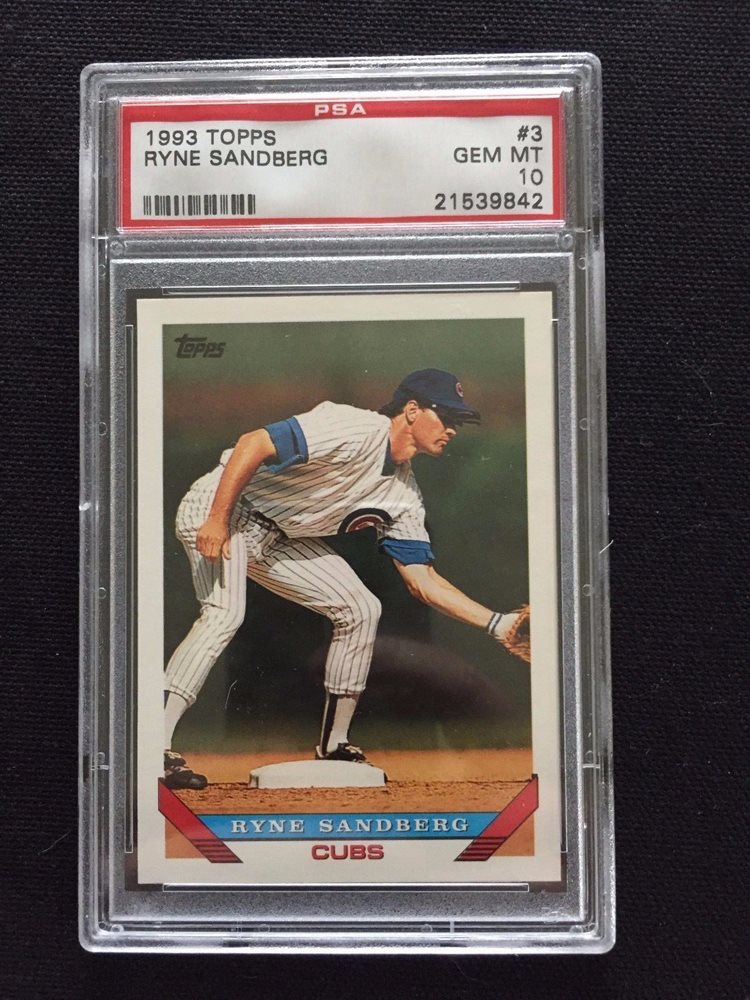 PSA
1993 TOPPS #3
RYNE SANDBERG GEM MT
10
21539842
Topps
RYNE SANDBERG
CUBS